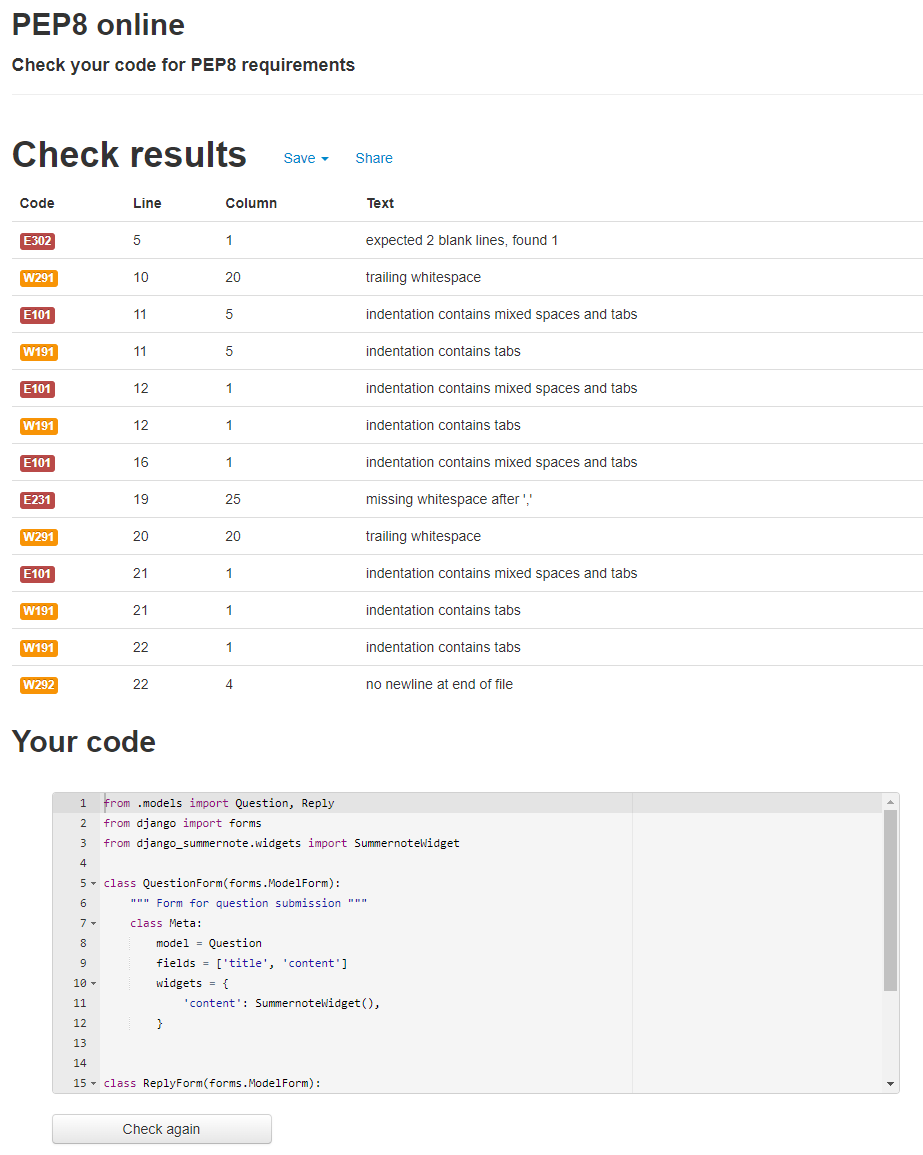 PEP8 online
Check your code for PEP8 requirements
Check results Save Share
Code Line Column Text
E302 5 1 expected 2 blank lines, found 1
W291 10 20 trailing whitespace
E101 11 5 indentation contains mixed spaces and tabs
W191 11 5 indentation contains tabs
E101 12 1 indentation contains mixed spaces and tabs
W191 12 1 indentation contains tabs
E101 16 1 indentation contains mixed spaces and tabs
E231 19 25 missing whitespace after ','
W291 20 20 trailing whitespace
E101 21 1 indentation contains mixed spaces and tabs
W191 21 1 indentation contains tabs
W191 22 1 indentation contains tabs
W292 22 4 no newline at end of file
Your code
1 from .models import Question, Reply
2 from django import forms
3 from django_summernote.widgets import SummernoteWidget
4
5 class QuestionForm(forms.ModelForm):
6 """ Form for question submission """
7 class Meta:
8 model = Question
9 fields = ['title', 'content']
10 widgets = {
11 'content': SummernoteWidget(),
12 }
13
14
15 class ReplyForm(forms.ModelForm):
Check again